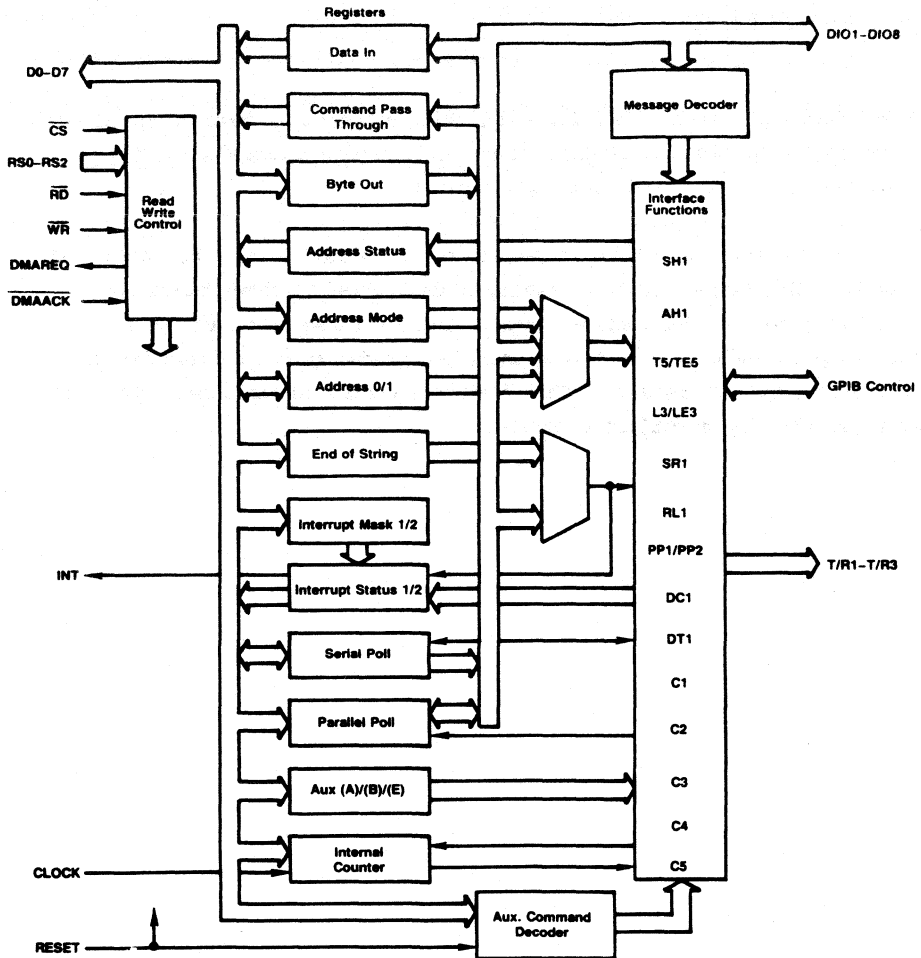 Registers
Data In
DIO1–DIO8
D0–D7
Message Decoder
Command Pass
Through
CS
RS0–RS2
RD
WR
DMAREQ
DMAACK
Read
Write
Control
Byte Out
Address Status
Address Mode
Address 0/1
End of String
Interrupt Mask 1/2
INT
Interrupt Status 1/2
Serial Poll
Parallel Poll
Aux (A)/(B)/(E)
Internal
Counter
CLOCK
Aux. Command
Decoder
RESET
Interface
Functions
SH1
AH1
T5/TE5
L3/LE3
SR1
RL1
PP1/PP2
DC1
DT1
C1
C2
C3
C4
C5
GPIB Control
T/R1–T/R3